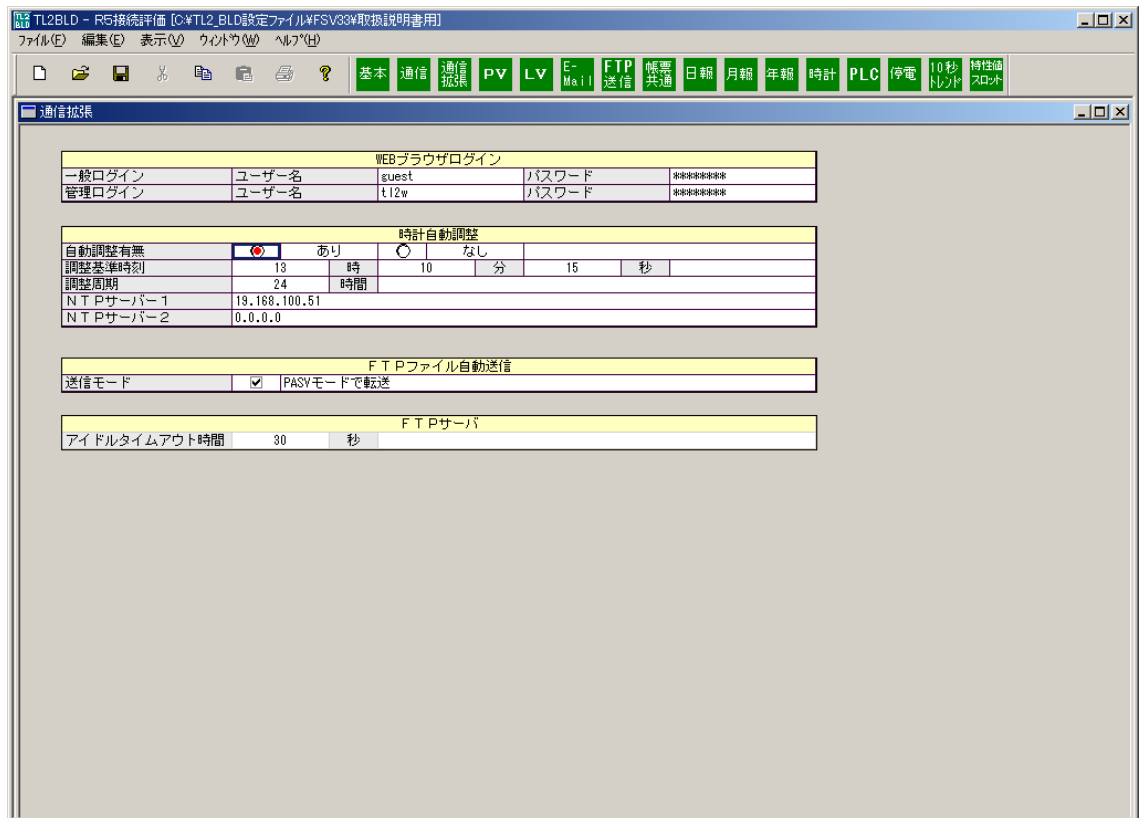 TL2BLD - R5接続評価 [C:¥TL2_BLD設定ファイル¥FSV33¥取扱説明書用]
ファイル(F) 編集(E) 表示(V) ウィンドウ(W) ヘルプ(H)
基本 通信 通信拡張 PV LV E-Mail FTP送信 帳票共通 日報 月報 年報 時計 PLC 停電 10秒トレンド 特性値スロット
通信拡張
WEBブラウザログイン
一般ログイン ユーザー名 guest パスワード ********
管理ログイン ユーザー名 tl2w パスワード ********
時計自動調整
自動調整有無 あり なし
調整基準時刻 13 時 10 分 15 秒
調整周期 24 時間
NTPサーバー1 19.168.100.51
NTPサーバー2 0.0.0.0
FTPファイル自動送信
送信モード PASVモードで転送
FTPサーバ
アイドルタイムアウト時間 30 秒